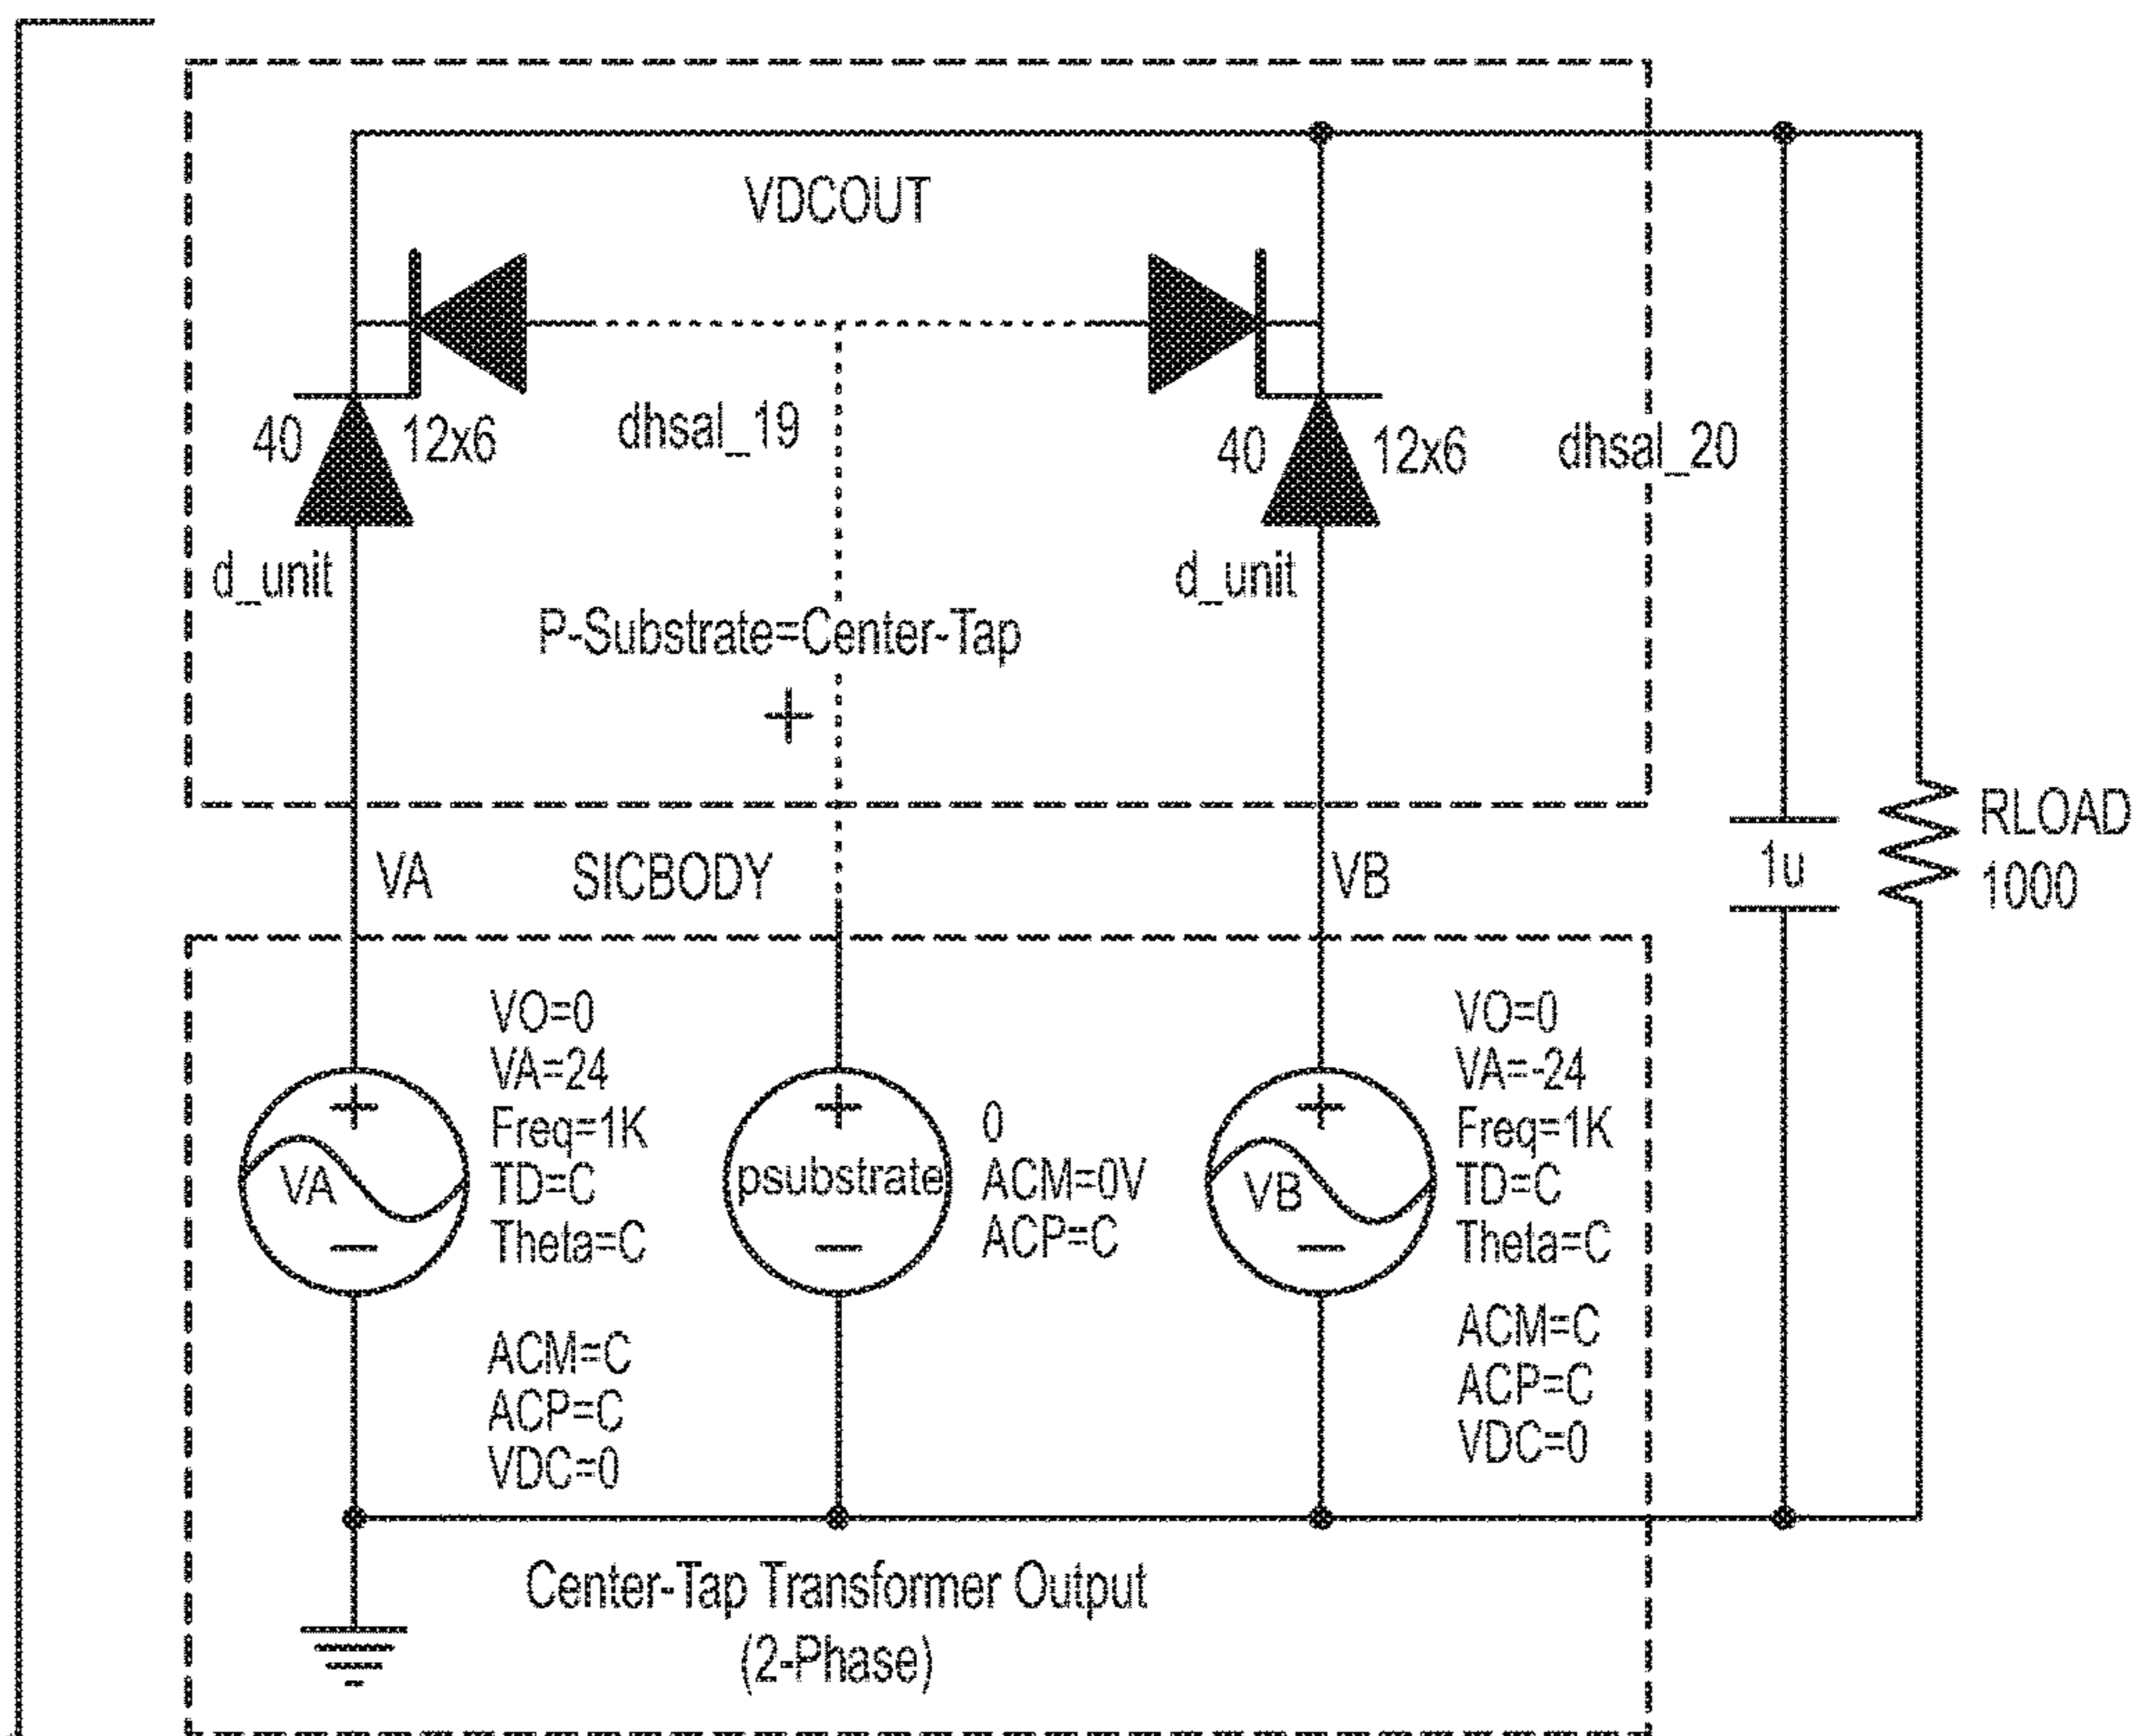 VDCOUT
40
12x6
dhsal_19
40
12x6
dhsal_20
d_unit
d_unit
P-Substrate=Center-Tap
+
VA
SICBODY
VB
1u
RLOAD
1000
VO=0
VA=24
Freq=1K
TD=C
Theta=C
ACM=C
ACP=C
VDC=0
+
VA
−
+
psubstrate
−
0
ACM=0V
ACP=C
+
VB
−
VO=0
VA=-24
Freq=1K
TD=C
Theta=C
ACM=C
ACP=C
VDC=0
Center-Tap Transformer Output
(2-Phase)